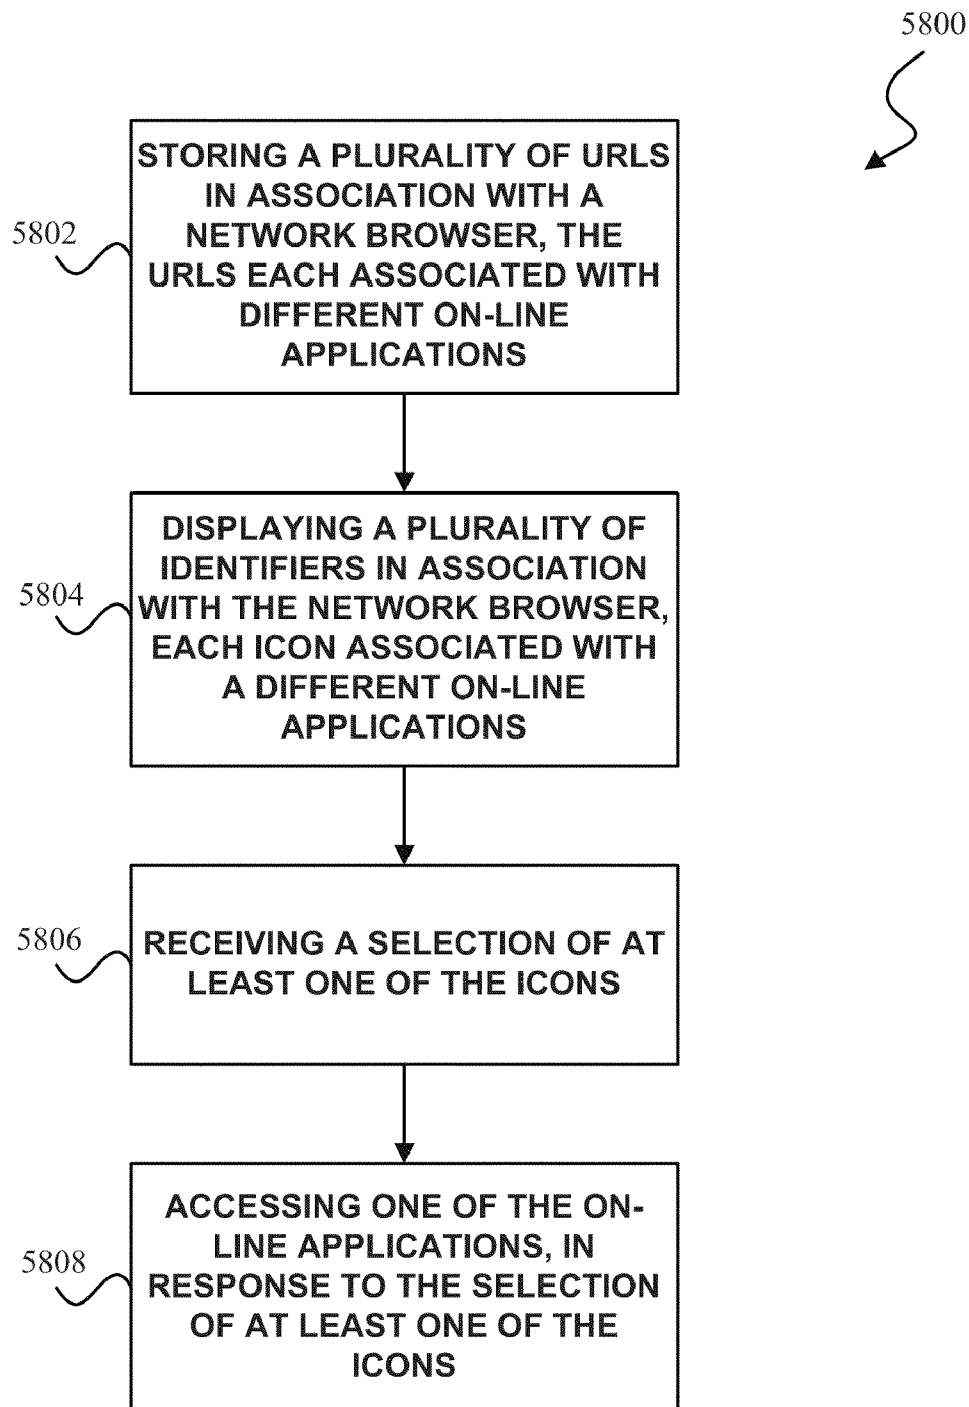 5800
5802
STORING A PLURALITY OF URLS
IN ASSOCIATION WITH A
NETWORK BROWSER, THE
URLS EACH ASSOCIATED WITH
DIFFERENT ON-LINE
APPLICATIONS
5804
DISPLAYING A PLURALITY OF
IDENTIFIERS IN ASSOCIATION
WITH THE NETWORK BROWSER,
EACH ICON ASSOCIATED WITH
A DIFFERENT ON-LINE
APPLICATIONS
5806
RECEIVING A SELECTION OF AT
LEAST ONE OF THE ICONS
5808
ACCESSING ONE OF THE ON-
LINE APPLICATIONS, IN
RESPONSE TO THE SELECTION
OF AT LEAST ONE OF THE
ICONS